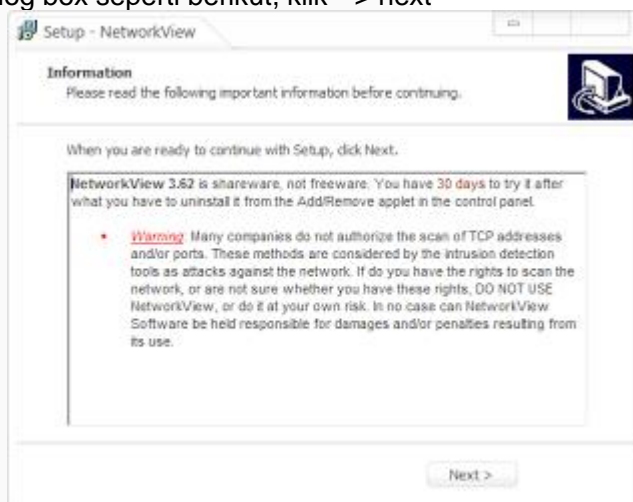 log box seperti berikut, klik > next
Setup - NetworkView
Information
Please read the following important information before continuing.
When you are ready to continue with Setup, click Next.
NetworkView 3.62 is shareware, not freeware. You have 30 days to try it after
what you have to uninstall it from the Add/Remove applet in the control panel.
• Warning: Many companies do not authorize the scan of TCP addresses
and/or ports. These methods are considered by the intrusion detection
tools as attacks against the network. If do you have the rights to scan the
network, or are not sure whether you have these rights, DO NOT USE
NetworkView, or do it at your own risk. In no case can NetworkView
Software be held responsible for damages and/or penalties resulting from
its use.
Next >